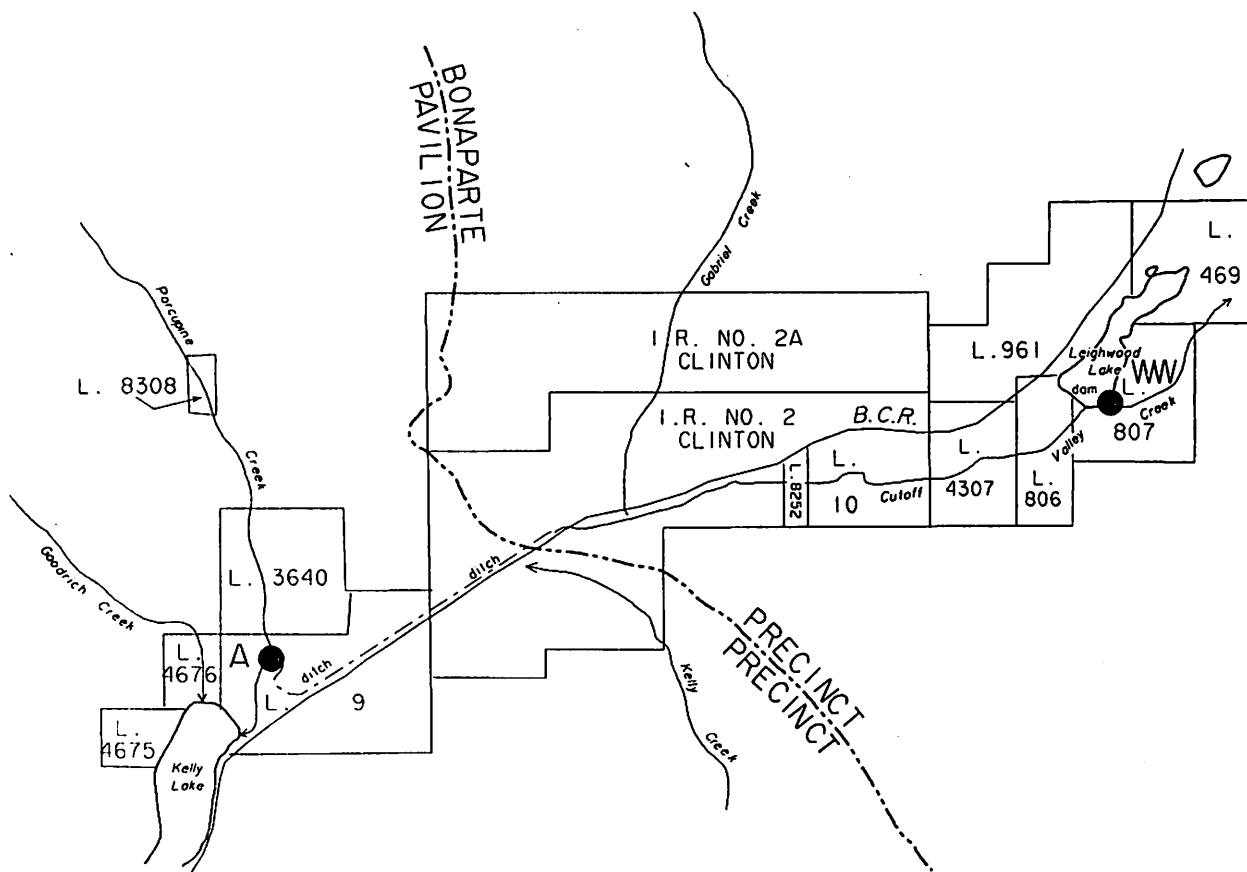 BONAPARTE
PAVILION
Gabriel Creek
Porcupine
Creek
L. 8308
I.R. NO. 2A
CLINTON
L.
469
L.961
Leighwood
Lake
dam
WW
L.
807
Creek
Valley
I.R. NO. 2
CLINTON
B.C.R.
L.8252
L.
10
Cutoff
L.
4307
L.
806
Goodrich Creek
L. 3640
ditch
L.
4676
A
ditch
L. 9
L.
4675
Kelly
Lake
Kelly
Creek
PRECINCT
PRECINCT